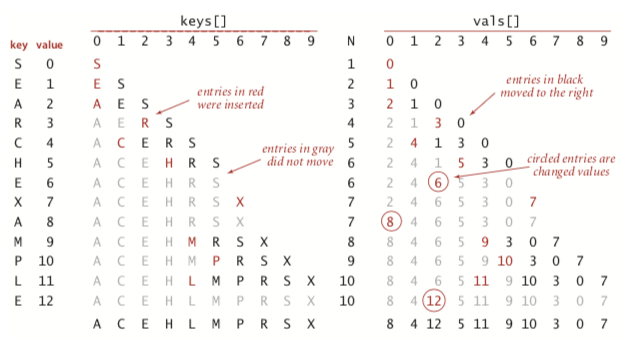 keys[] vals[]
key value 0 1 2 3 4 5 6 7 8 9 N 0 1 2 3 4 5 6 7 8 9
S 0 S 1 0
E 1 E S 2 1 0
A 2 A E S 3 2 1 0
R 3 A E R S 4 2 1 3 0
C 4 A C E R S 5 2 4 1 3 0
H 5 A C E H R S 6 2 4 1 5 3 0
E 6 A C E H R S 6 2 4 6 5 3 0
X 7 A C E H R S X 7 2 4 6 5 3 0 7
A 8 A C E H R S X 7 8 4 6 5 3 0 7
M 9 A C E H M R S X 8 8 4 6 5 9 3 0 7
P 10 A C E H M P R S X 9 8 4 6 5 9 10 3 0 7
L 11 A C E H L M P R S X 10 8 4 6 5 11 9 10 3 0 7
E 12 A C E H L M P R S X 10 8 4 12 5 11 9 10 3 0 7
A C E H L M P R S X 8 4 12 5 11 9 10 3 0 7
entries in red
were inserted
entries in gray
did not move
entries in black
moved to the right
circled entries are
changed values